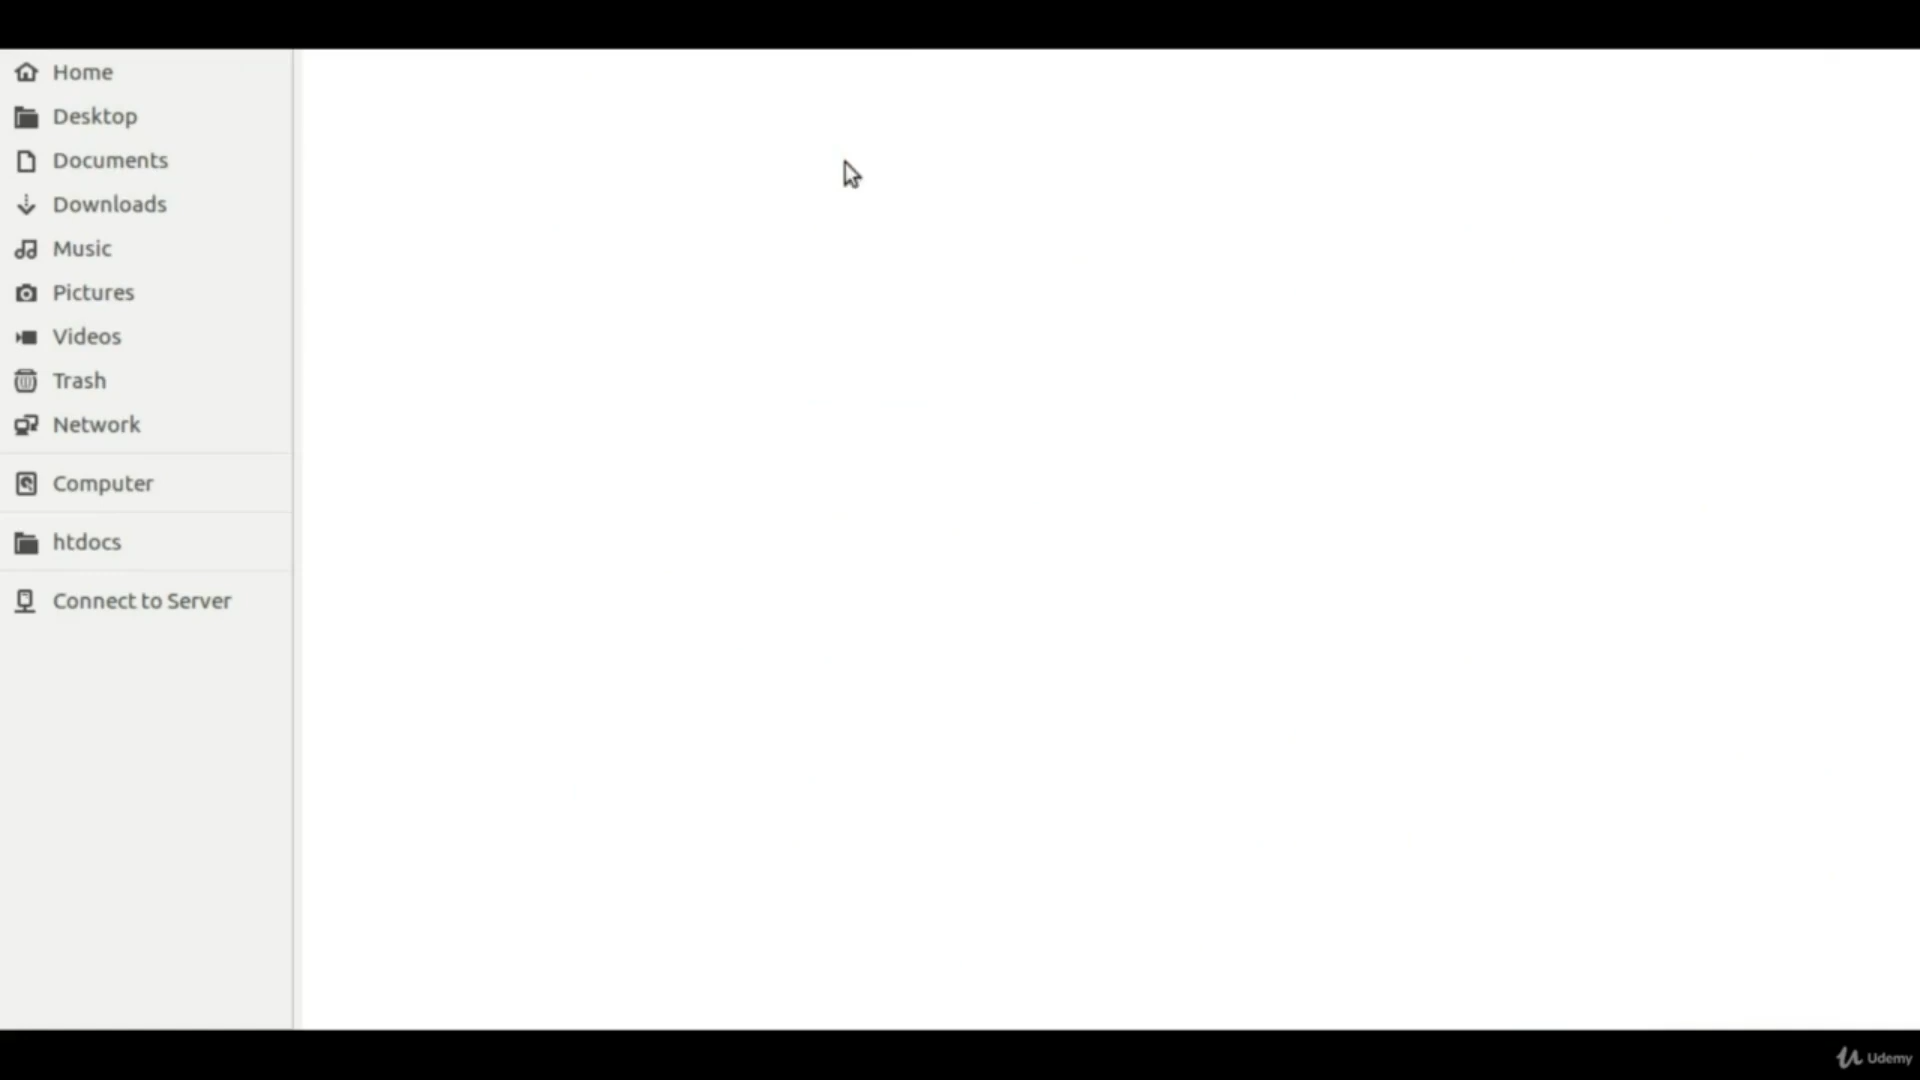 Home
Desktop
Documents
Downloads
Music
Pictures
Videos
Trash
Network
Computer
htdocs
Connect to Server
Udemy